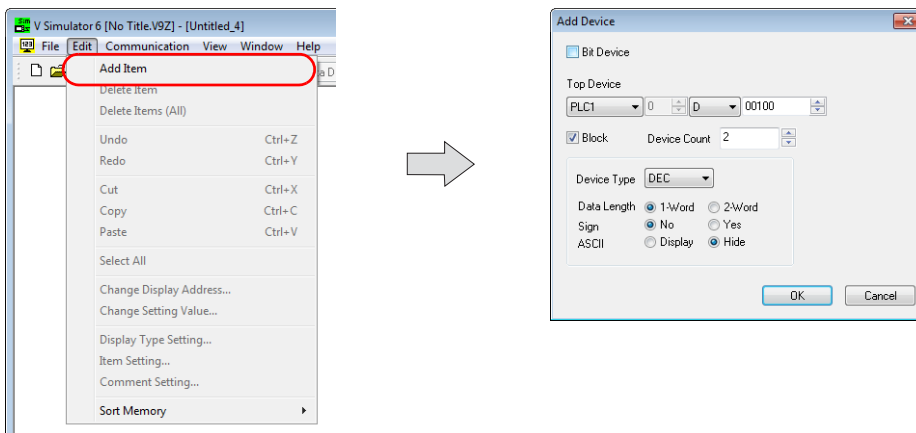 V Simulator 6 [No Title.V9Z] - [Untitled_4]
File Edit Communication View Window Help
Add Item
a D
Delete Item
Delete Items (All)
Undo Ctrl+Z
Redo Ctrl+Y
Cut Ctrl+X
Copy Ctrl+C
Paste Ctrl+V
Select All
Change Display Address...
Change Setting Value...
Display Type Setting...
Item Setting...
Comment Setting...
Sort Memory
Add Device
Bit Device
Top Device
PLC1 0 D 00100
Block Device Count 2
Device Type DEC
Data Length 1-Word 2-Word
Sign No Yes
ASCII Display Hide
OK Cancel